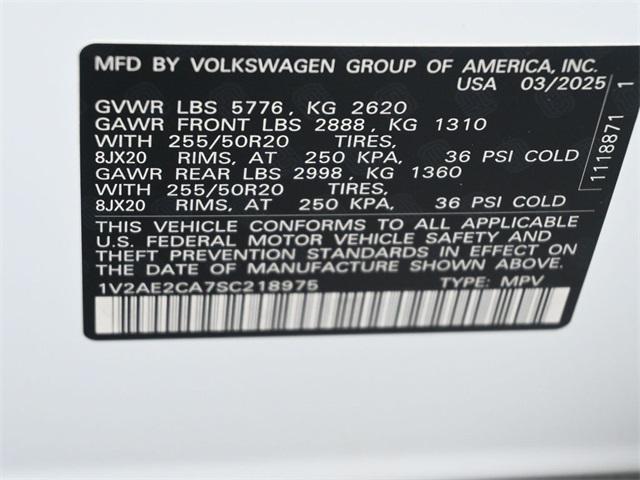 MFD BY VOLKSWAGEN GROUP OF AMERICA, INC.
USA 03/2025
GVWR LBS 5776, KG 2620
GAWR FRONT LBS 2888, KG 1310
WITH 255/50R20 TIRES,
8JX20 RIMS, AT 250 KPA, 36 PSI COLD
GAWR REAR LBS 2998, KG 1360
WITH 255/50R20 TIRES,
8JX20 RIMS, AT 250 KPA, 36 PSI COLD
THIS VEHICLE CONFORMS TO ALL APPLICABLE
U.S. FEDERAL MOTOR VEHICLE SAFETY AND
THEFT PREVENTION STANDARDS IN EFFECT ON
THE DATE OF MANUFACTURE SHOWN ABOVE.
1V2AE2CA7SC218975 TYPE: MPV
1118871 1